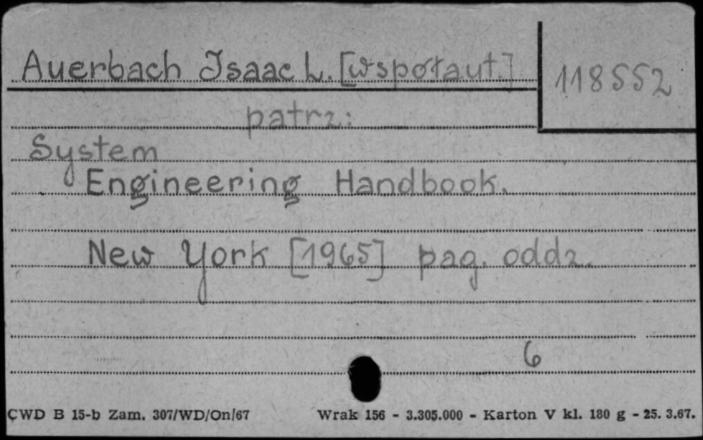 Auerbach Isaac L. [współaut.]
118552
patrz:
System
Engineering Handbook.
New York [1965] pag. oddz.
6
CWD B 15-b Zam. 307/WD/On/67 Wrak 156 - 3.305.000 - Karton V kl. 180 g - 25. 3.67.